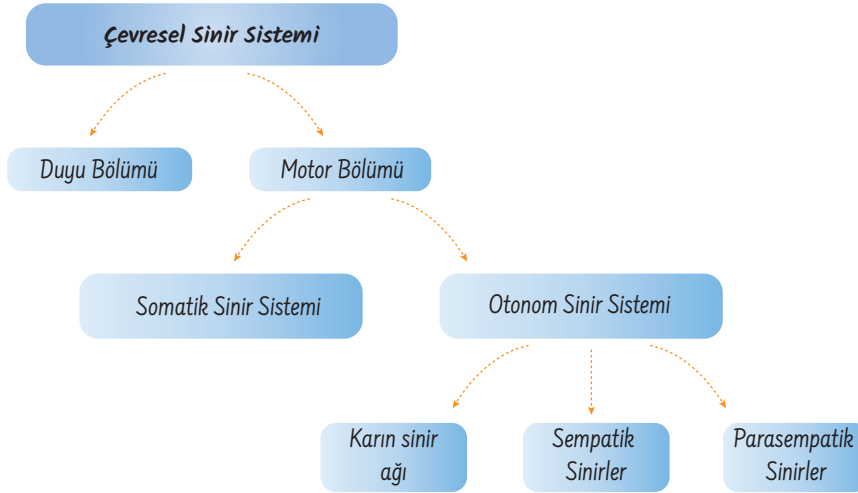 Çevresel Sinir Sistemi
Duyu Bölümü
Motor Bölümü
Somatik Sinir Sistemi
Otonom Sinir Sistemi
Karın sinir
ağı
Sempatik
Sinirler
Parasempatik
Sinirler